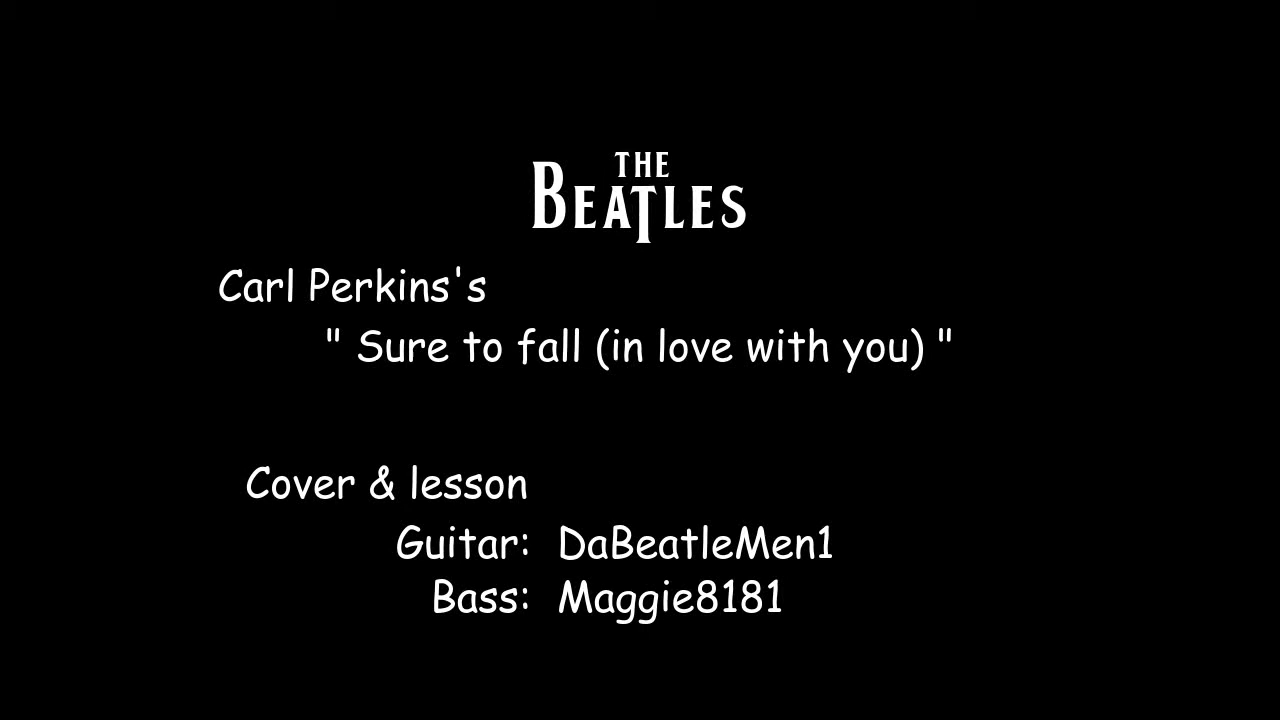 THE
BEATLES
Carl Perkins's
" Sure to fall (in love with you) "
Cover & lesson
Guitar: DaBeatleMen1
Bass: Maggie8181